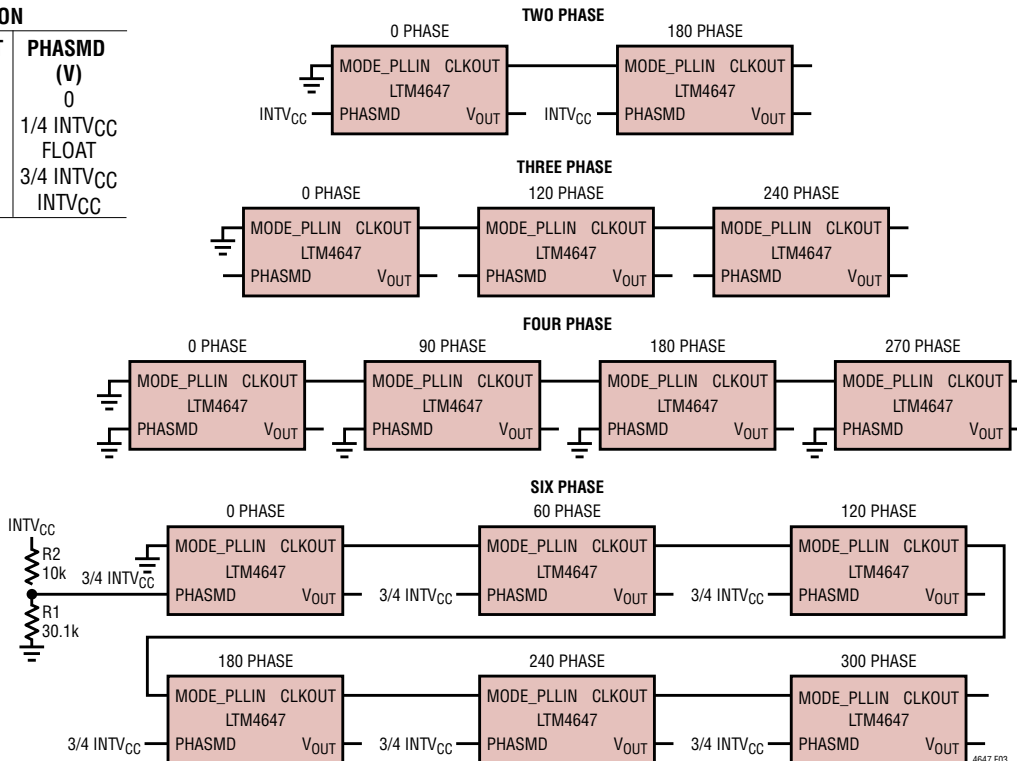 ON
T PHASMD
(V)
0
1/4 INTVCC
FLOAT
3/4 INTVCC
INTVCC
TWO PHASE
0 PHASE 180 PHASE
MODE_PLLIN CLKOUT MODE_PLLIN CLKOUT
LTM4647 LTM4647
INTVCC PHASMD VOUT INTVCC PHASMD VOUT
THREE PHASE
0 PHASE 120 PHASE 240 PHASE
MODE_PLLIN CLKOUT MODE_PLLIN CLKOUT MODE_PLLIN CLKOUT
LTM4647 LTM4647 LTM4647
PHASMD VOUT PHASMD VOUT PHASMD VOUT
FOUR PHASE
0 PHASE 90 PHASE 180 PHASE 270 PHASE
MODE_PLLIN CLKOUT MODE_PLLIN CLKOUT MODE_PLLIN CLKOUT MODE_PLLIN CLKOUT
LTM4647 LTM4647 LTM4647 LTM4647
PHASMD VOUT PHASMD VOUT PHASMD VOUT PHASMD VOUT
SIX PHASE
0 PHASE 60 PHASE 120 PHASE
INTVCC
R2
10k
MODE_PLLIN CLKOUT MODE_PLLIN CLKOUT MODE_PLLIN CLKOUT
LTM4647 LTM4647 LTM4647
3/4 INTVCC PHASMD VOUT 3/4 INTVCC PHASMD VOUT 3/4 INTVCC PHASMD VOUT
R1
30.1k
180 PHASE 240 PHASE 300 PHASE
MODE_PLLIN CLKOUT MODE_PLLIN CLKOUT MODE_PLLIN CLKOUT
LTM4647 LTM4647 LTM4647
3/4 INTVCC PHASMD VOUT 3/4 INTVCC PHASMD VOUT 3/4 INTVCC PHASMD VOUT
4647 F03